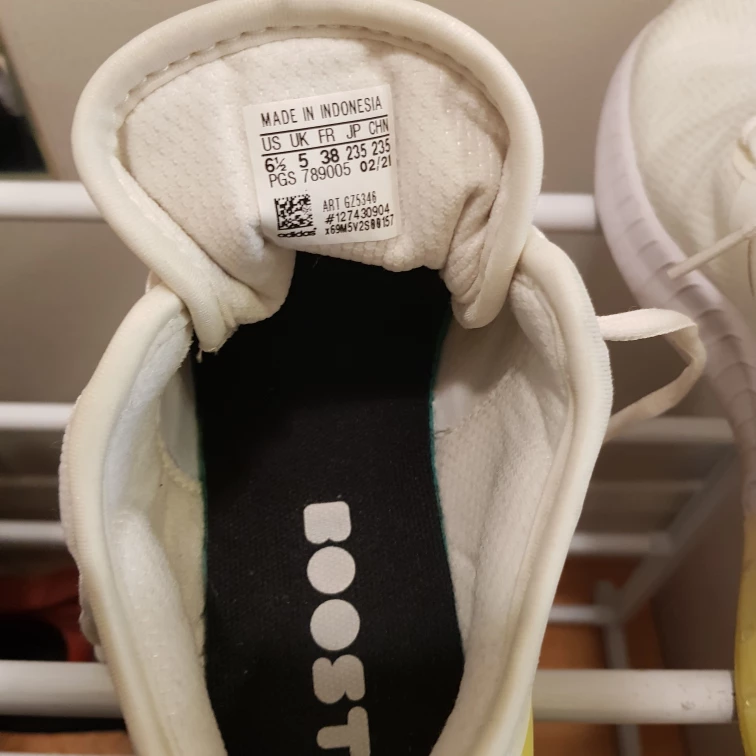 MADE IN INDONESIA
US UK FR JP CHN
6½ 5 38 235 235
PGS 789005 02/21
ART GZ5346
#127430904
adidas x69M5V2S00157
BOOST